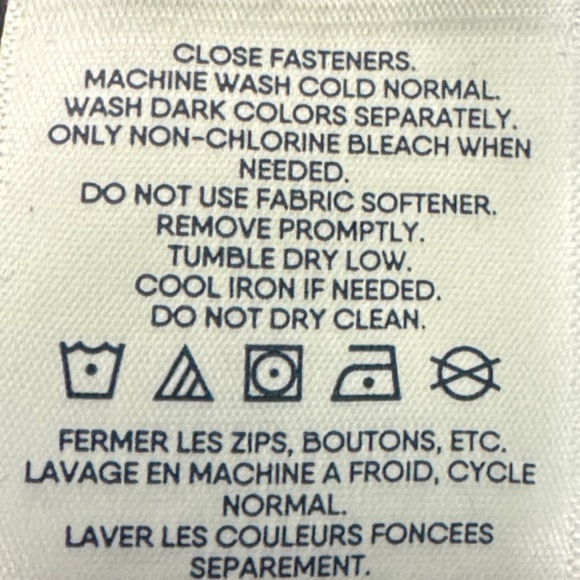 CLOSE FASTENERS.
MACHINE WASH COLD NORMAL.
WASH DARK COLORS SEPARATELY.
ONLY NON-CHLORINE BLEACH WHEN
NEEDED.
DO NOT USE FABRIC SOFTENER.
REMOVE PROMPTLY.
TUMBLE DRY LOW.
COOL IRON IF NEEDED.
DO NOT DRY CLEAN.
FERMER LES ZIPS, BOUTONS, ETC.
LAVAGE EN MACHINE A FROID, CYCLE
NORMAL.
LAVER LES COULEURS FONCEES
SEPAREMENT.